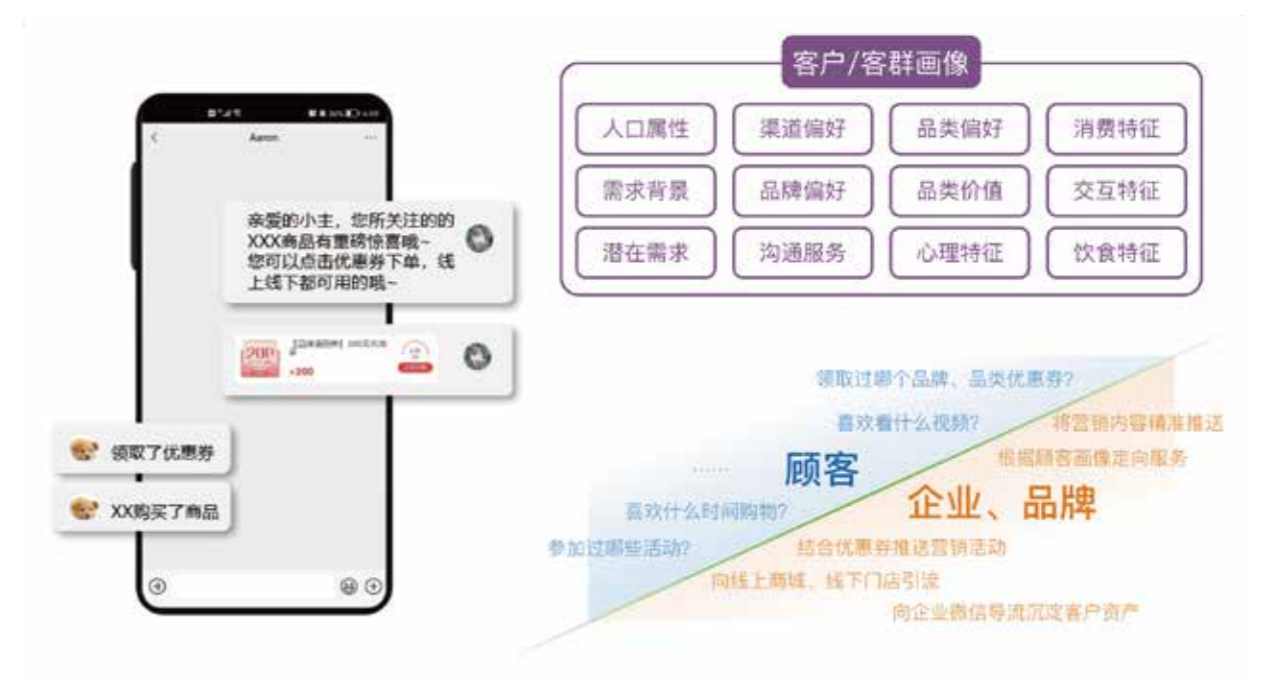 Aaron
亲爱的小主，您所关注的的
XXX商品有重磅惊喜哦~
您可以点击优惠券下单，线
上线下都可用的哦~
200
¥200
领取了优惠券
XX购买了商品
客户/客群画像
人口属性 渠道偏好 品类偏好 消费特征
需求背景 品牌偏好 品类价值 交互特征
潜在需求 沟通服务 心理特征 饮食特征
领取过哪个品牌、品类优惠券?
喜欢看什么视频?
……
顾客
喜欢什么时间购物?
参加过哪些活动?
将营销内容精准推送
根据顾客画像定向服务
企业、品牌
结合优惠券推送营销活动
向线上商城、线下门店引流
向企业微信导流沉淀客户资产